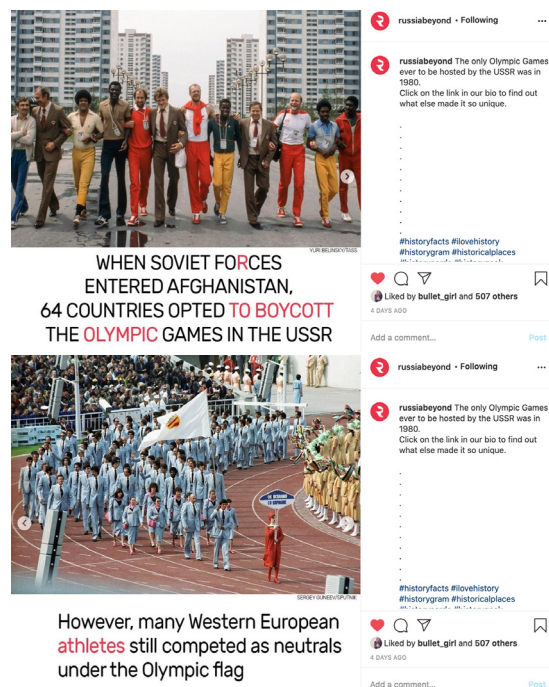 russiabeyond • Following
russiabeyond The only Olympic Games
ever to be hosted by the USSR was in
1980.
Click on the link in our bio to find out
what else made it so unique.
.
.
.
.
.
.
.
.
.
.
#historyfacts #ilovehistory
#historygram #historicalplaces
YURI BELINSKY/TASS
WHEN SOVIET FORCES
ENTERED AFGHANISTAN,
64 COUNTRIES OPTED TO BOYCOTT
THE OLYMPIC GAMES IN THE USSR
Liked by bullet_girl and 507 others
4 DAYS AGO
Add a comment...
Post
russiabeyond • Following
russiabeyond The only Olympic Games
ever to be hosted by the USSR was in
1980.
Click on the link in our bio to find out
what else made it so unique.
.
.
.
.
.
.
.
.
.
.
#historyfacts #ilovehistory
#historygram #historicalplaces
SERGEY GUNEEV/SPUTNIK
However, many Western European
athletes still competed as neutrals
under the Olympic flag
Liked by bullet_girl and 507 others
4 DAYS AGO
Add a comment...
Post